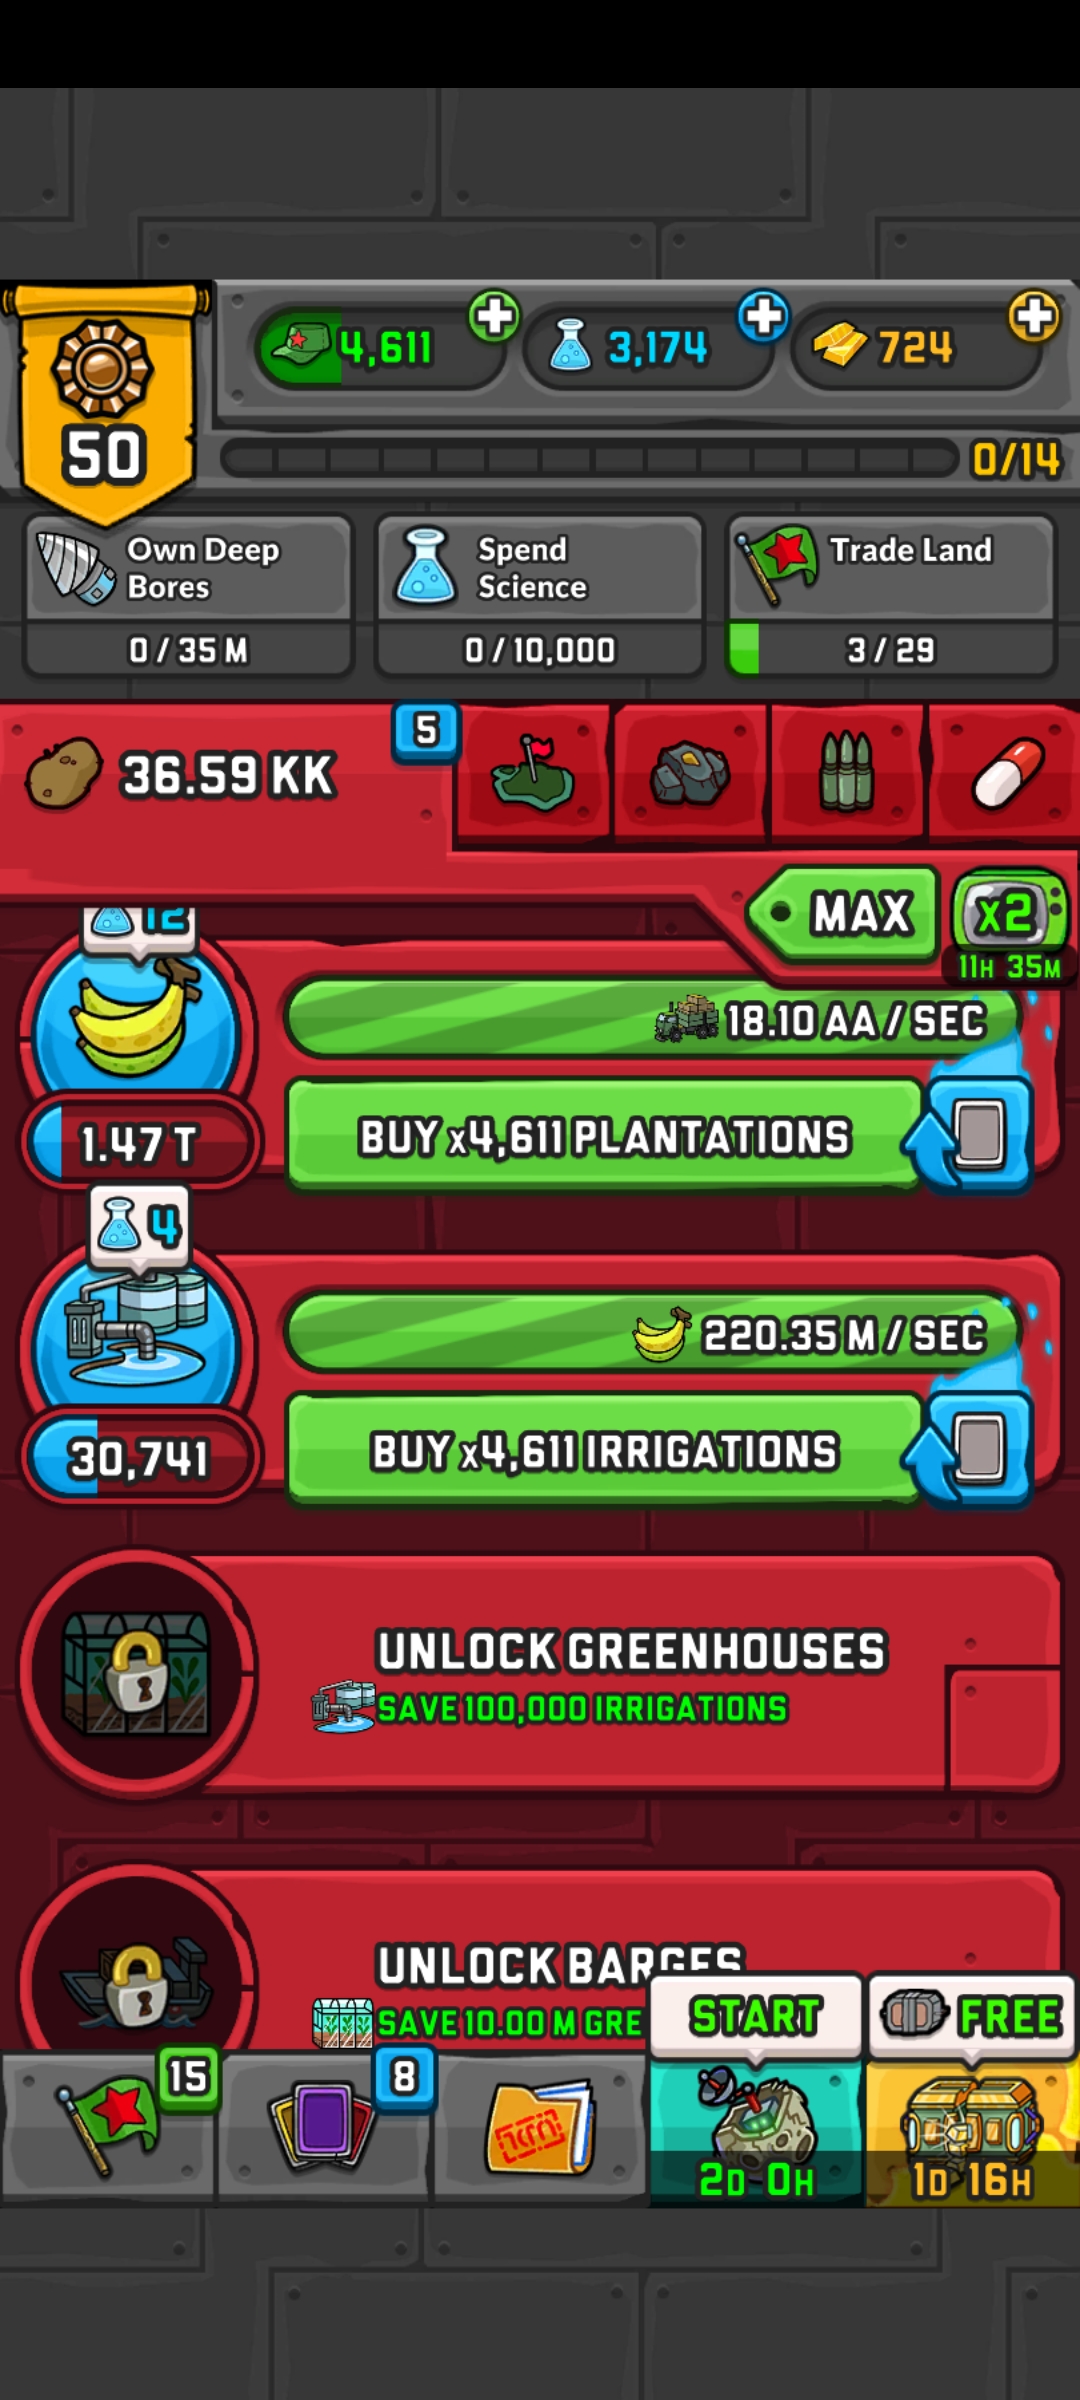 4,611
3,174
724
50
0/14
Own Deep
Bores
0 / 35 M
Spend
Science
0 / 10,000
Trade Land
3 / 29
36.59 KK
5
MAX
x2
11H 35M
12
18.10 AA / SEC
1.47 T
BUY x4,611 PLANTATIONS
4
220.35 M / SEC
30,741
BUY x4,611 IRRIGATIONS
UNLOCK GREENHOUSES
SAVE 100,000 IRRIGATIONS
UNLOCK BARGES
SAVE 10.00 M GRE
START
FREE
15
8
2D 0H
1D 16H